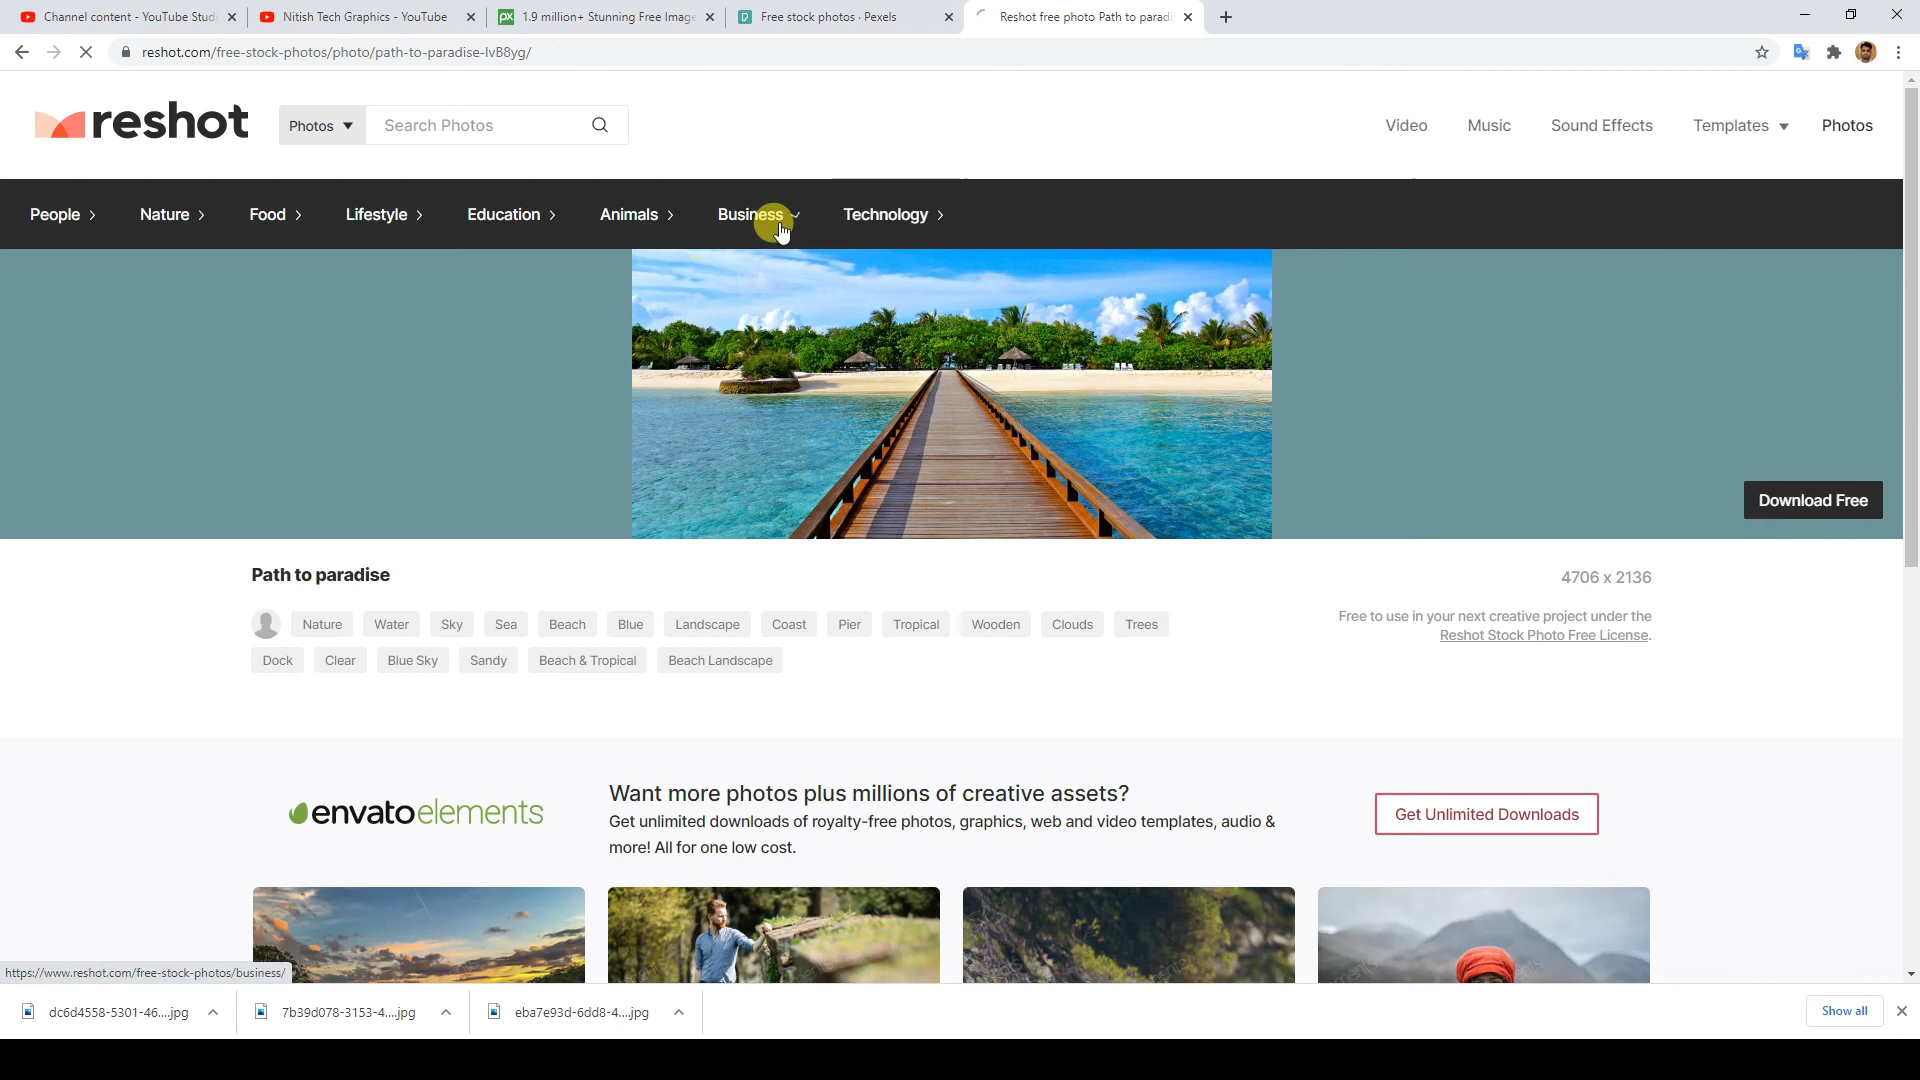 Channel content - YouTube Stud
Nitish Tech Graphics - YouTube
px 1.9 million+ Stunning Free Image
Free stock photos · Pexels
Reshot free photo Path to paradi
reshot.com/free-stock-photos/photo/path-to-paradise-lvB8yg/
reshot
Photos
Search Photos
Video
Music
Sound Effects
Templates
Photos
People
Nature
Food
Lifestyle
Education
Animals
Business
Technology
Download Free
Path to paradise
4706 x 2136
Nature Water Sky Sea Beach Blue Landscape Coast Pier Tropical Wooden Clouds Trees
Dock Clear Blue Sky Sandy Beach & Tropical Beach Landscape
Free to use in your next creative project under the
Reshot Stock Photo Free License.
envatoelements
Want more photos plus millions of creative assets?
Get unlimited downloads of royalty-free photos, graphics, web and video templates, audio &
more! All for one low cost.
Get Unlimited Downloads
https://www.reshot.com/free-stock-photos/business/
dc6d4558-5301-46....jpg
7b39d078-3153-4....jpg
eba7e93d-6dd8-4....jpg
Show all